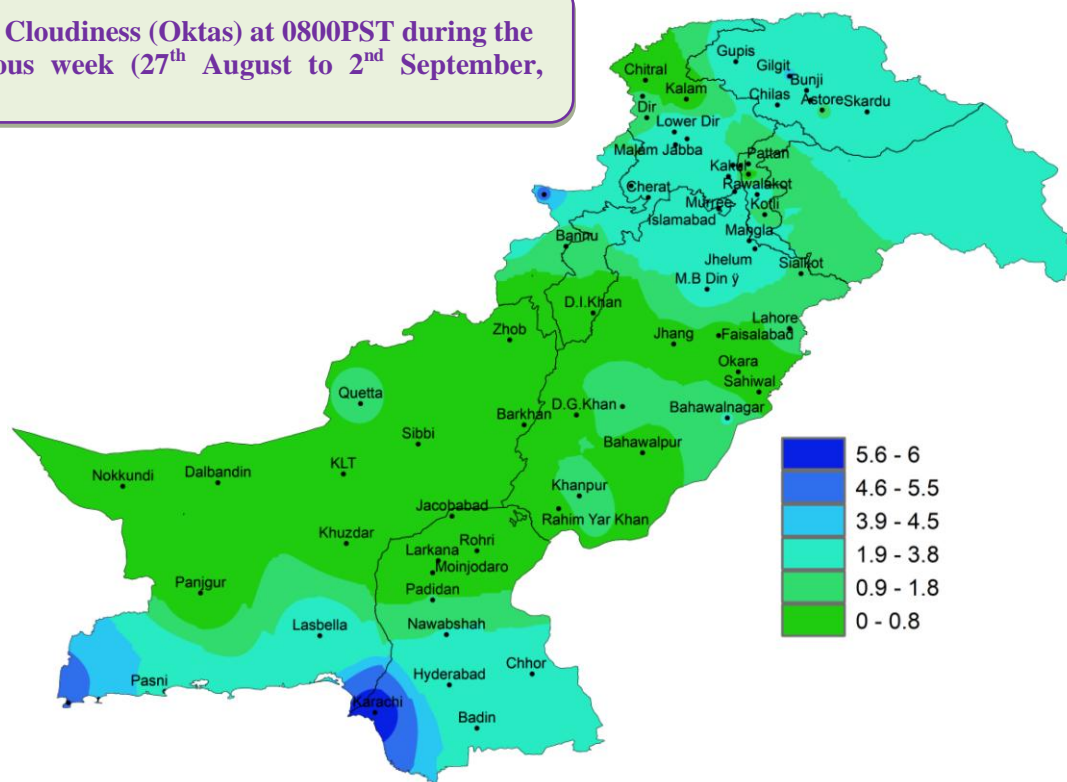 Cloudiness (Oktas) at 0800PST during the
ous week (27th August to 2nd September,
Gupis
Gilgit
Chitral
Bunji
Kalam
Chilas
Astore
Skardu
Dir
Lower Dir
Malam Jabba
Pattan
Cherat
Rawalakot
Murree
Kotli
Islamabad
Bannu
Mangla
Jhelum
Sialkot
M.B Din ÿ
D.I.Khan
Lahore
Zhob
Jhang
Faisalabad
Okara
Sahiwal
Quetta
D.G.Khan
Bahawalnagar
Barkhan
Sibbi
Bahawalpur
5.6 - 6
Nokkundi
Dalbandin
KLT
4.6 - 5.5
Khanpur
3.9 - 4.5
Jacobabad
Rahim Yar Khan
Khuzdar
Rohri
1.9 - 3.8
Larkana
Moinjodaro
Panjgur
Padidan
0.9 - 1.8
0 - 0.8
Lasbella
Nawabshah
Chhor
Pasni
Hyderabad
Karachi
Badin